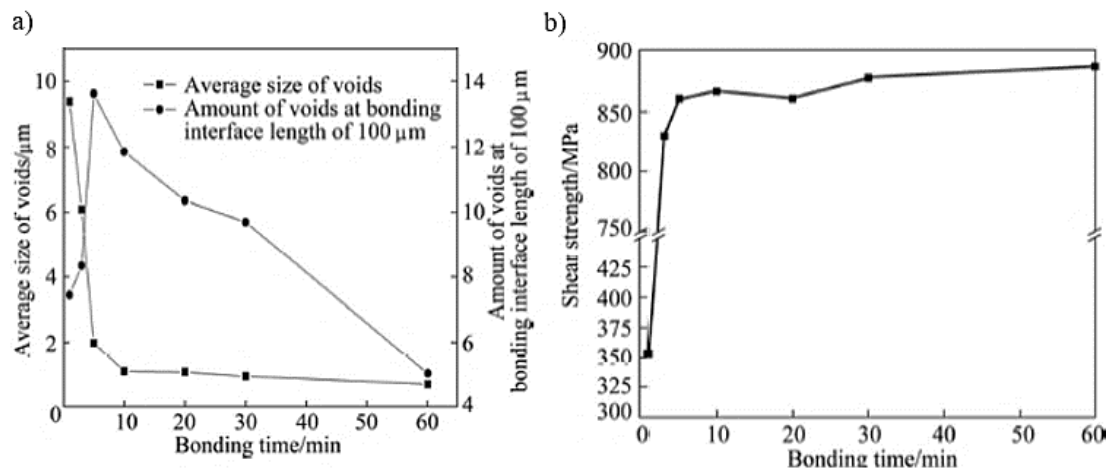 a)
10
8
6
4
2
0
Average size of voids/μm
Average size of voids
Amount of voids at bonding
interface length of 100 μm
14
12
10
8
6
4
Amount of voids at
bonding interface length of 100 μm
10 20 30 40 50 60
Bonding time/min
b)
900
850
800
750
425
400
375
350
325
300
Shear strength/MPa
0 10 20 30 40 50 60
Bonding time/min